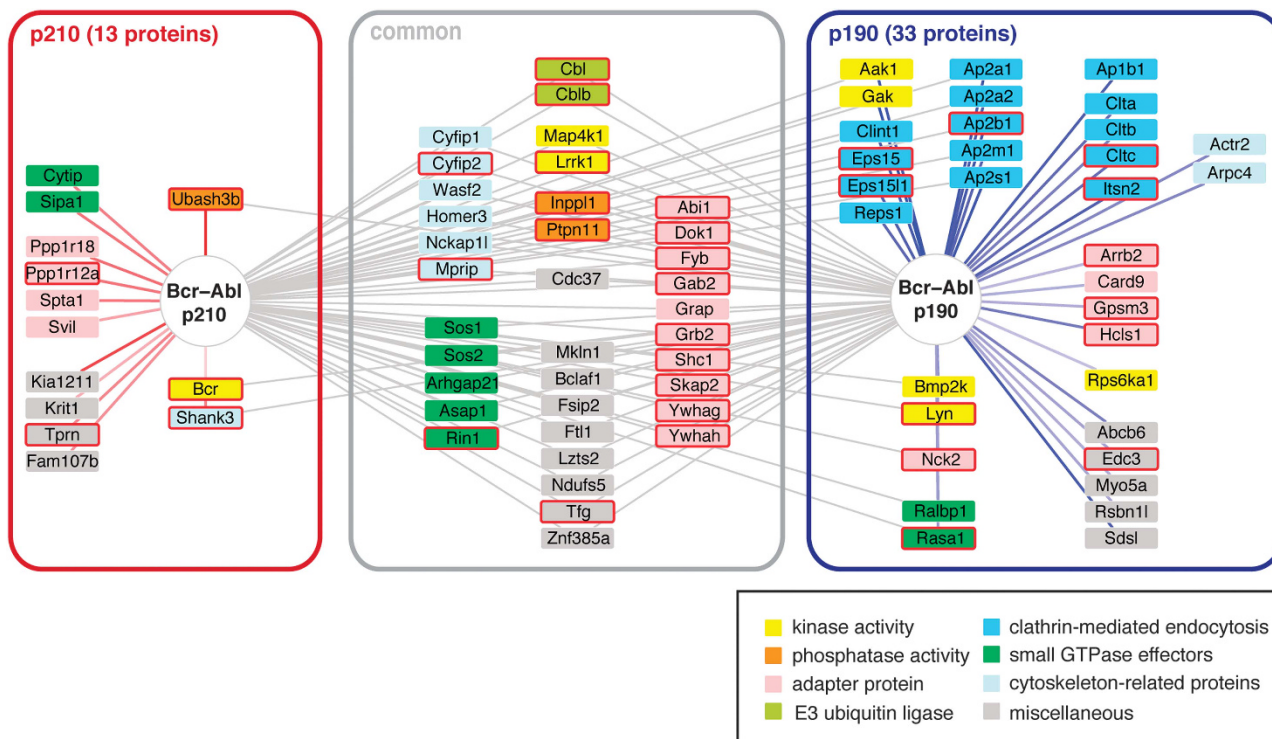 p210 (13 proteins)
Cytip
Sipa1
Ubash3b
Ppp1r18
Ppp1r12a
Spta1
Svil
Bcr–Abl
p210
Kia1211
Krit1
Tprn
Fam107b
Bcr
Shank3
common
Cbl
Cblb
Cyfip1
Cyfip2
Wasf2
Homer3
Nckap1l
Mprip
Map4k1
Lrrk1
Inppl1
Ptpn11
Cdc37
Abi1
Dok1
Fyb
Gab2
Grap
Grb2
Shc1
Skap2
Ywhag
Ywhah
Sos1
Sos2
Arhgap21
Asap1
Rin1
Mkln1
Bclaf1
Fsip2
Ftl1
Lzts2
Ndufs5
Tfg
Znf385a
p190 (33 proteins)
Aak1
Gak
Clint1
Eps15
Eps15l1
Reps1
Ap2a1
Ap2a2
Ap2b1
Ap2m1
Ap2s1
Ap1b1
Clta
Cltb
Cltc
Itsn2
Actr2
Arpc4
Bcr–Abl
p190
Arrb2
Card9
Gpsm3
Hcls1
Bmp2k
Lyn
Nck2
Ralbp1
Rasa1
Rps6ka1
Abcb6
Edc3
Myo5a
Rsbn1l
Sdsl
kinase activity
phosphatase activity
adapter protein
E3 ubiquitin ligase
clathrin-mediated endocytosis
small GTPase effectors
cytoskeleton-related proteins
miscellaneous